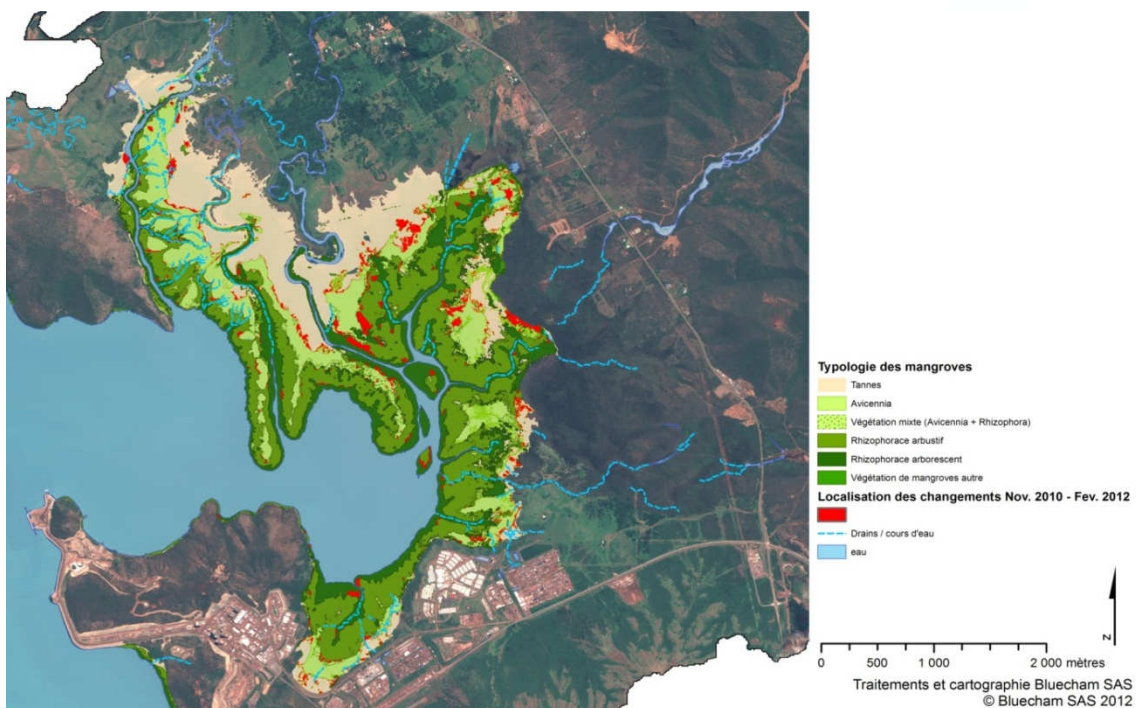 Typologie des mangroves
Tannes
Avicennia
Végétation mixte (Avicennia + Rhizophora)
Rhizophorace arbustif
Rhizophorace arborescent
Végétation de mangroves autre
Localisation des changements Nov. 2010 - Fev. 2012
Drains / cours d'eau
eau
N
0 500 1 000 2 000 mètres
Traitements et cartographie Bluecham SAS
© Bluecham SAS 2012